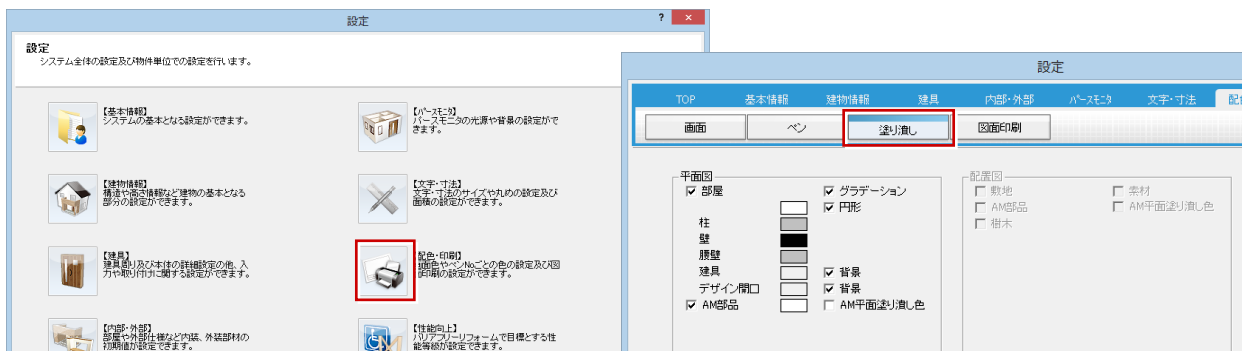 設定
?
×
設定
システム全体の設定及び物件単位での設定を行います。
【基本情報】
システムの基本となる設定ができます。
【パースモニタ】
パースモニタの光源や背景の設定がで
きます。
【建物情報】
構造や高さ情報など建物の基本となる
部分の設定ができます。
【文字・寸法】
文字・寸法のサイズや丸めの設定及び
面積の設定ができます。
【建具】
建具周り及び本体の詳細設定の他、入
力や取り付けに関する設定ができます。
【配色・印刷】
画面色やペンNoごとの色の設定及び図
面印刷の設定ができます。
【内部・外部】
部屋や外部仕様など内装、外装部材の
初期値が設定できます。
【性能向上】
バリアフリーリフォームで目標とする性
能等級が設定できます。
設定
TOP 基本情報 建物情報 建具 内部・外部 パースモニタ 文字・寸法
画面 ペン 塗り潰し 図面印刷
平面図
部屋 グラデーション
円形
柱
壁
腰壁
建具 背景
デザイン開口 背景
AM部品 AM平面塗り潰し色
配置図
敷地 素材
AM部品 AM平面塗り潰し色
樹木